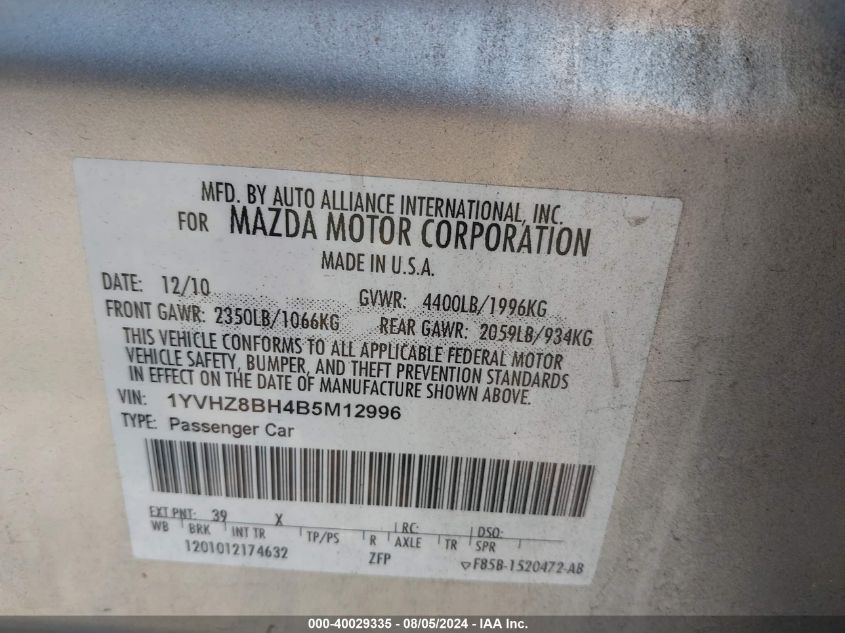 MFD. BY AUTO ALLIANCE INTERNATIONAL, INC.
FOR MAZDA MOTOR CORPORATION
MADE IN U.S.A.
DATE: 12/10 GVWR: 4400LB/1996KG
FRONT GAWR: 2350LB/1066KG REAR GAWR: 2059LB/934KG
THIS VEHICLE CONFORMS TO ALL APPLICABLE FEDERAL MOTOR
VEHICLE SAFETY, BUMPER, AND THEFT PREVENTION STANDARDS
IN EFFECT ON THE DATE OF MANUFACTURE SHOWN ABOVE.
VIN: 1YVHZ8BH4B5M12996
TYPE: Passenger Car
EXT PNT: 39 X RC: DSO:
WB BRK INT TR TP/PS R AXLE TR SPR
1201012174632 ZFP F85B-1520472-AB
000-40029335 - 08/05/2024 - IAA Inc.